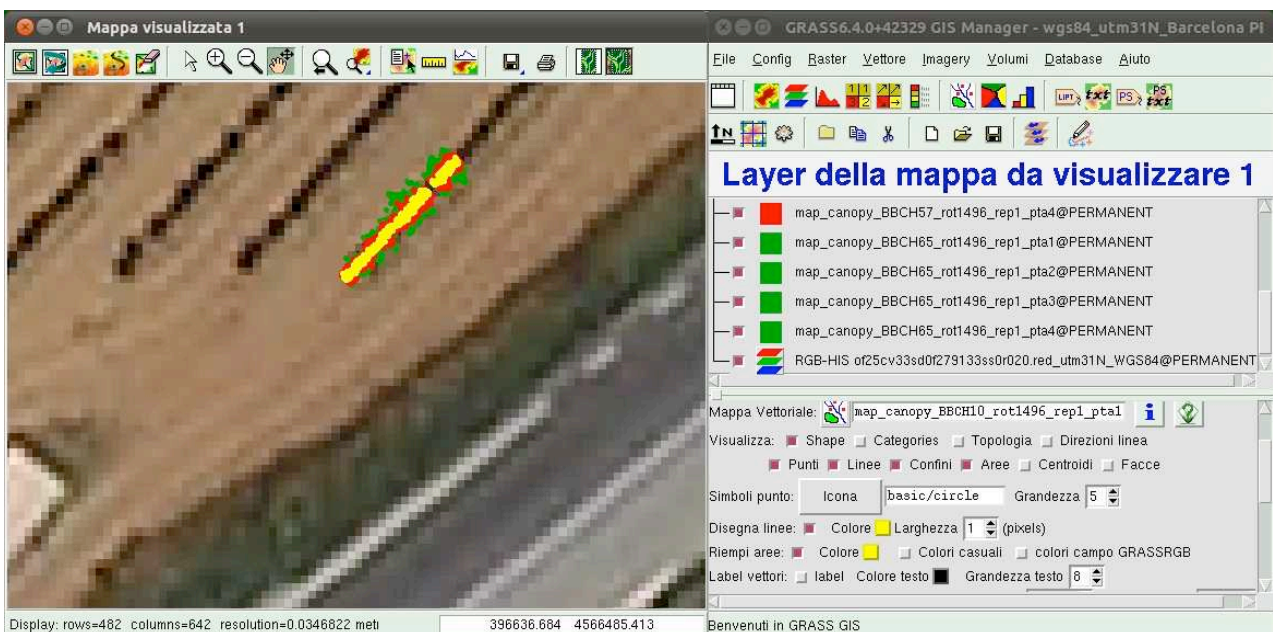 Mappa visualizzata 1
Display: rows=482 columns=642 resolution=0.0346822 metı
396636.684 4566485.413
GRASS6.4.0+42329 GIS Manager - wgs84_utm31N_Barcelona Pl
File Config Raster Vettore Imagery Volumi Database Aiuto
Layer della mappa da visualizzare 1
map_canopy_BBCH57_rot1496_rep1_pta4@PERMANENT
map_canopy_BBCH65_rot1496_rep1_pta1@PERMANENT
map_canopy_BBCH65_rot1496_rep1_pta2@PERMANENT
map_canopy_BBCH65_rot1496_rep1_pta3@PERMANENT
map_canopy_BBCH65_rot1496_rep1_pta4@PERMANENT
RGB-HIS of25cv33sd0f279133ss0r020.red_utm31N_WGS84@PERMANENT
Mappa Vettoriale: map_canopy_BBCH10_rot1496_rep1_pta1
Visualizza: Shape Categories Topologia Direzioni linea
Punti Linee Confini Aree Centroidi Facce
Simboli punto: Icona basic/circle Grandezza 5
Disegna linee: Colore Larghezza 1 (pixels)
Riempi aree: Colore Colori casuali colori campo GRASSRGB
Label vettori: label Colore testo Grandezza testo 8
Benvenuti in GRASS GIS